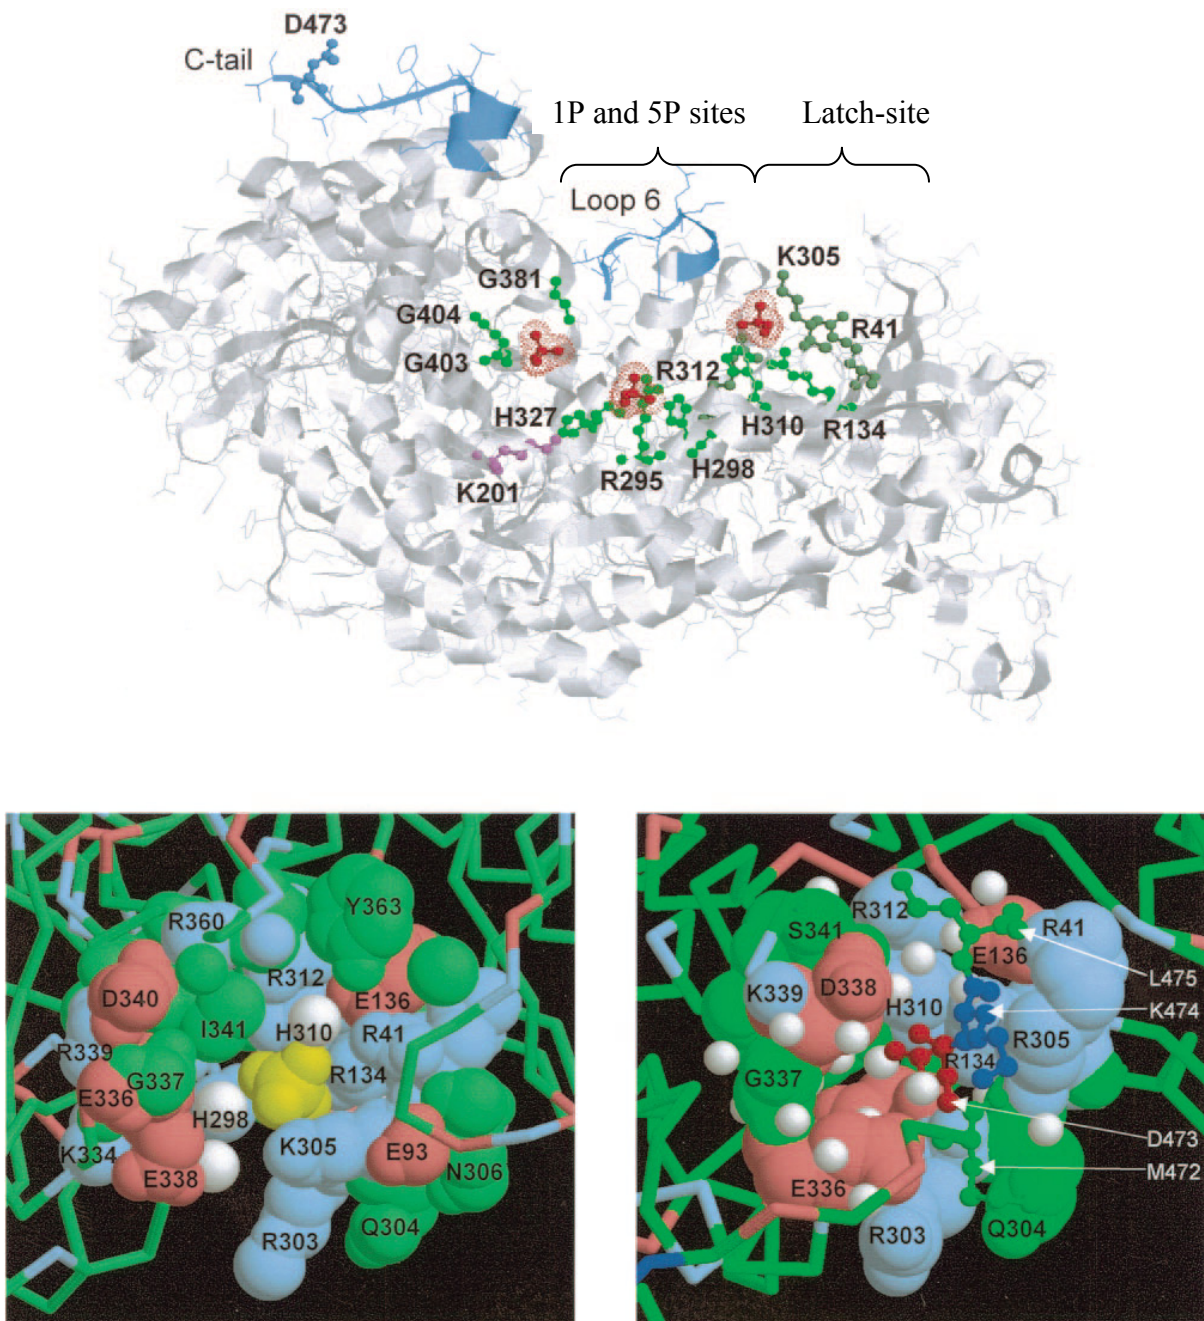 D473
C-tail
1P and 5P sites Latch-site
Loop 6
K305
G381
G404
R41
G403
R312
H327
H310 R134
K201
R295 H298
Y363
R360
R312
D340
E136
H310
I341
R41
R339
G337
R134
E336
H298
K305
E93
K334
N306
E338
Q304
R303
R312
R41
S341
E136
L475
K339
D338
H310
K474
R305
R134
G337
D473
M472
E336
R303
Q304